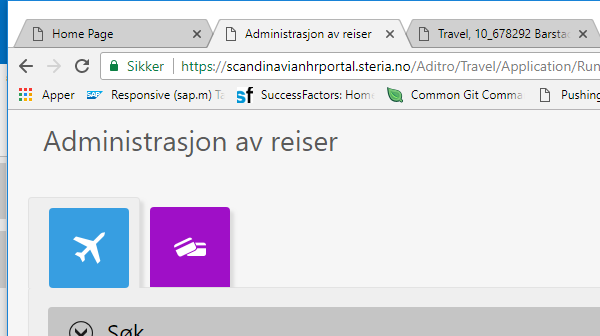 Home Page
Administrasjon av reiser
Travel, 10_678292 Barsta
Sikker
https://scandinavianhrportal.steria.no/Aditro/Travel/Application/Run
Apper
SAP
Responsive (sap.m)
sf
SuccessFactors: Home
Common Git Comma
Pushing
Administrasjon av reiser
Søk